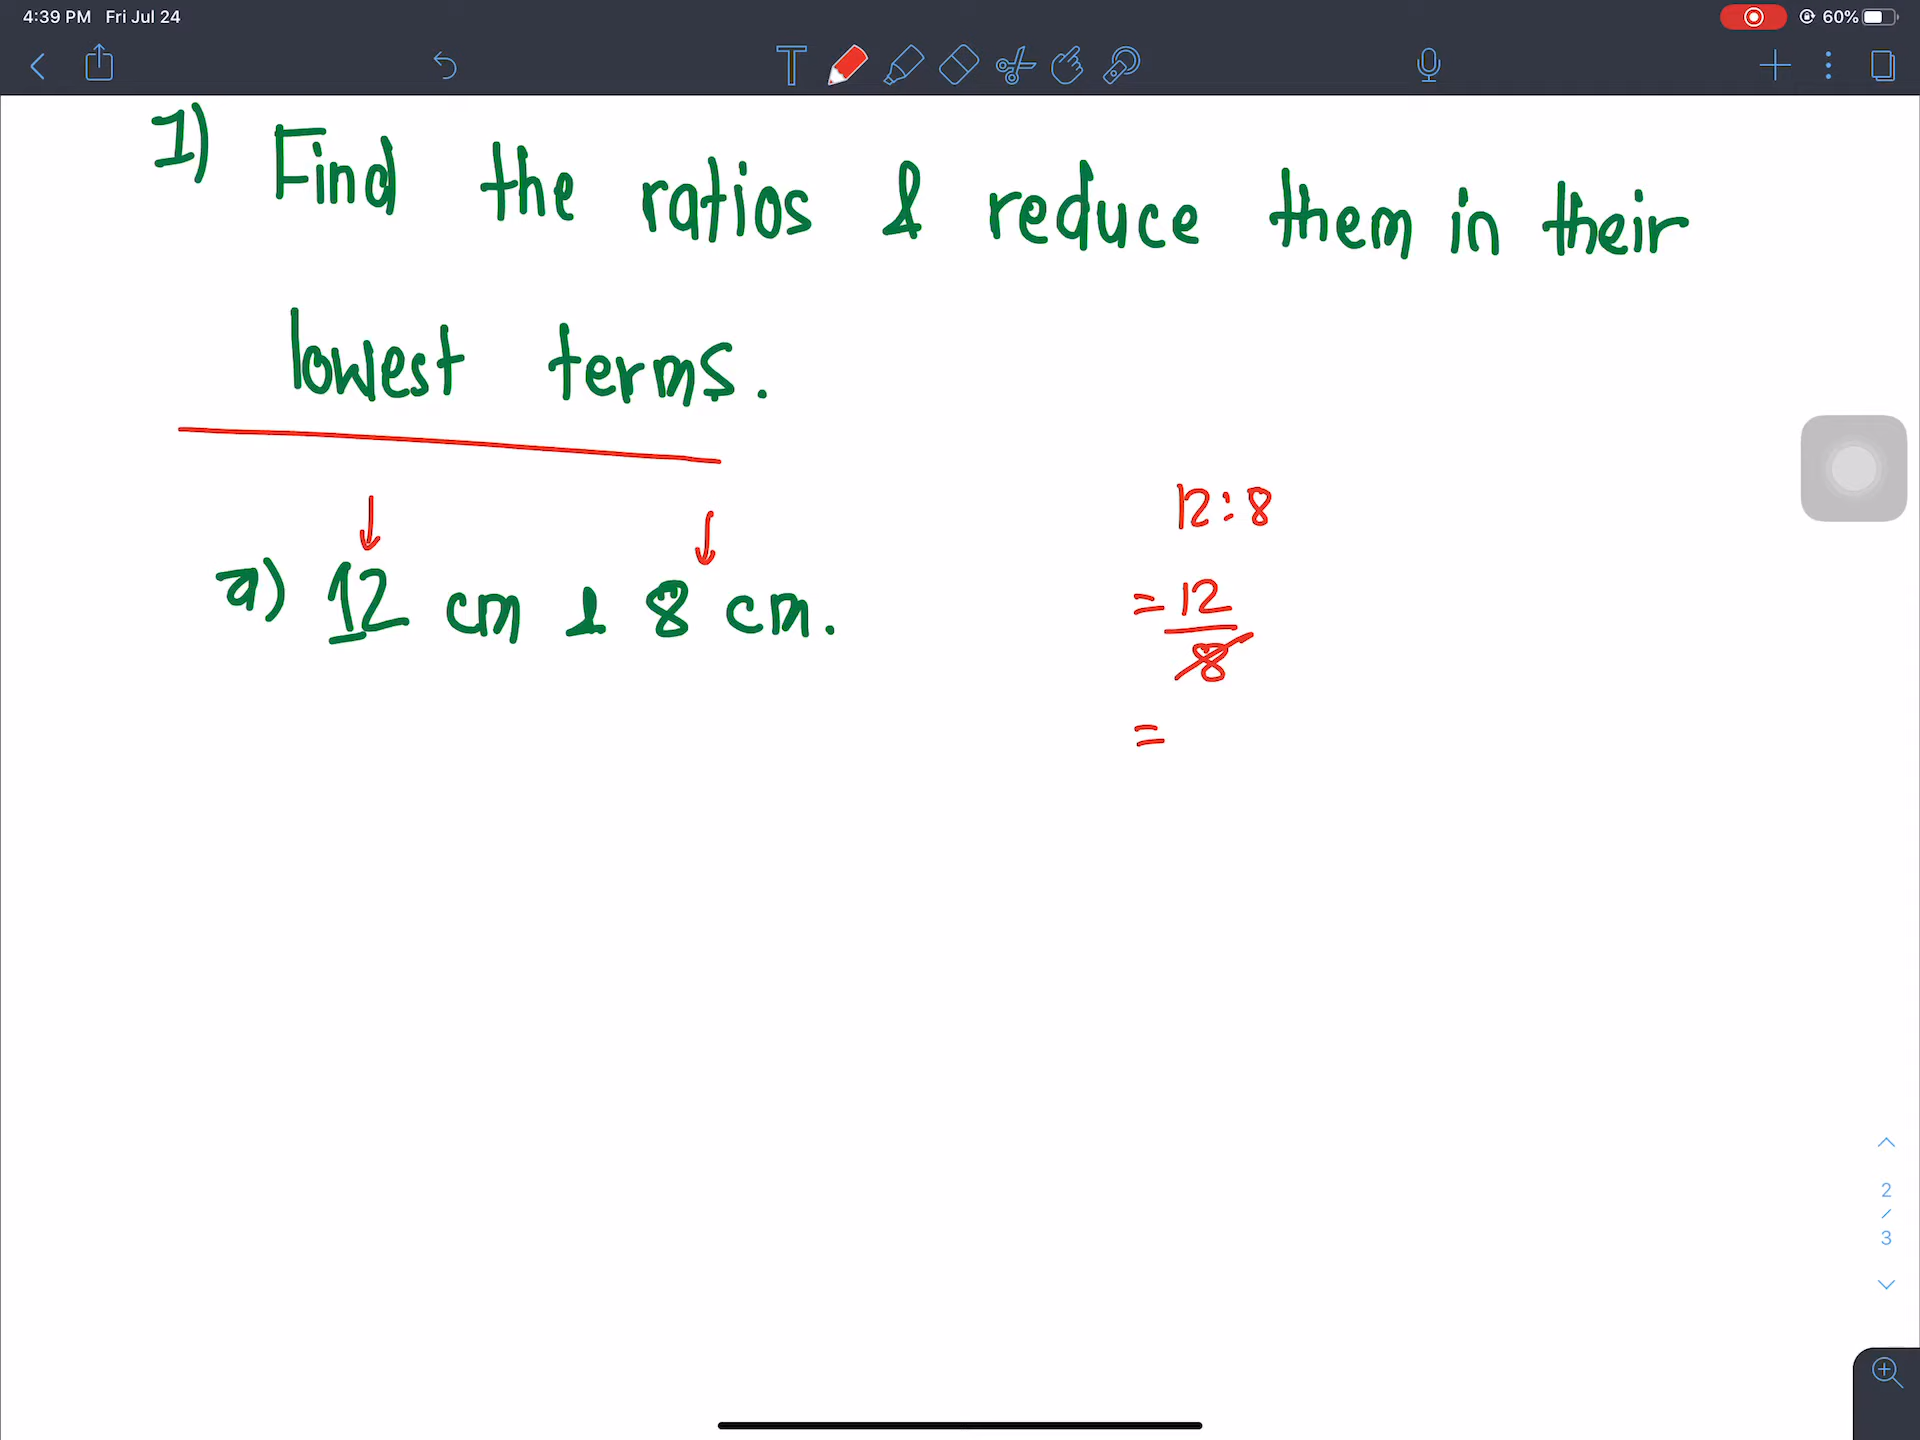 4:39 PM Fri Jul 24
60%
1) Find the ratios & reduce them in their
lowest terms.
12:8
a) 12 cm & 8 cm.
= 12
8
=
2
/
3